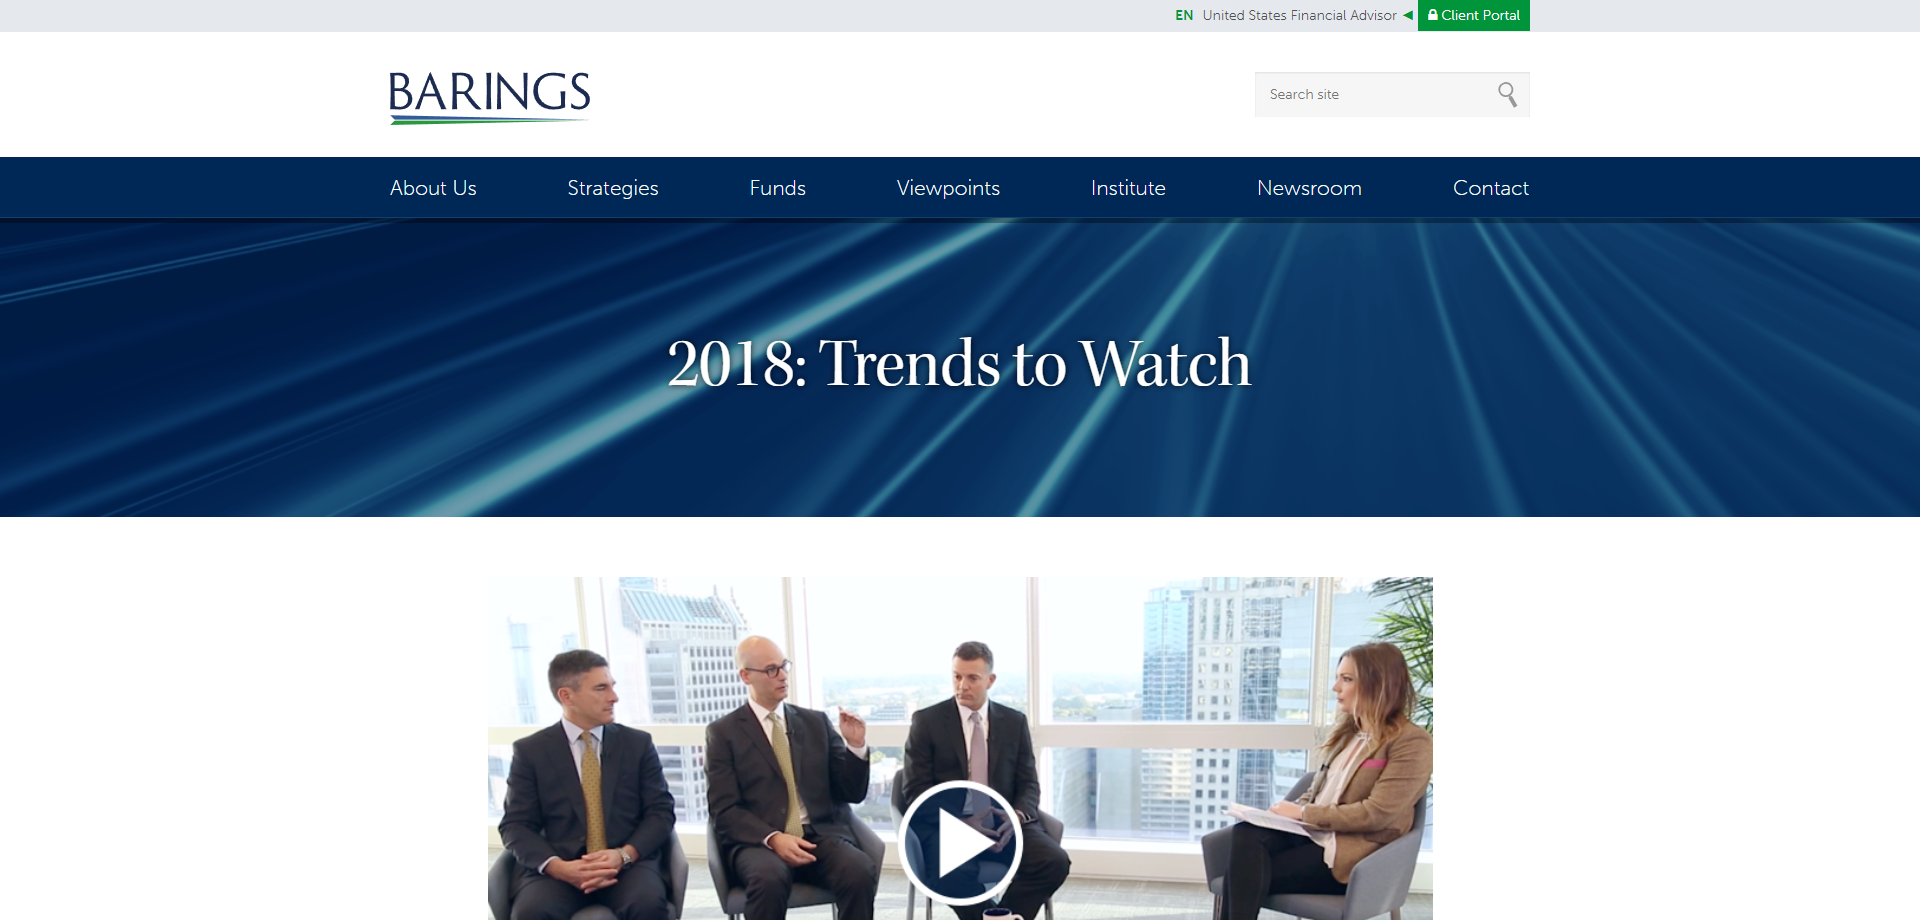 EN United States Financial Advisor Client Portal
BARINGS
Search site
About Us Strategies Funds Viewpoints Institute Newsroom Contact
2018: Trends to Watch